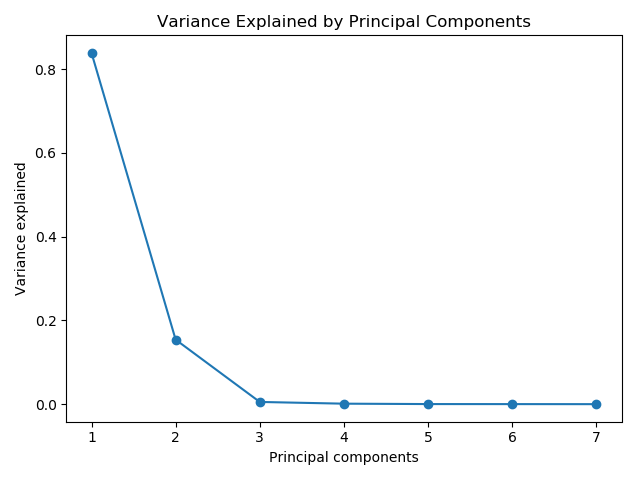 Variance Explained by Principal Components
Variance explained
0.8
0.6
0.4
0.2
0.0
1 2 3 4 5 6 7
Principal components